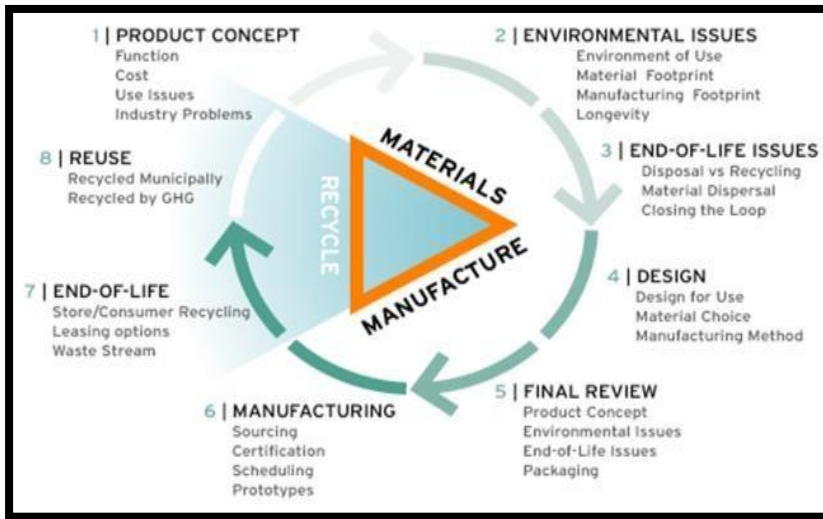 1 | PRODUCT CONCEPT
Function
Cost
Use Issues
Industry Problems
2 | ENVIRONMENTAL ISSUES
Environment of Use
Material Footprint
Manufacturing Footprint
Longevity
3 | END-OF-LIFE ISSUES
Disposal vs Recycling
Material Dispersal
Closing the Loop
4 | DESIGN
Design for Use
Material Choice
Manufacturing Method
5 | FINAL REVIEW
Product Concept
Environmental Issues
End-of-Life Issues
Packaging
6 | MANUFACTURING
Sourcing
Certification
Scheduling
Prototypes
7 | END-OF-LIFE
Store/Consumer Recycling
Leasing options
Waste Stream
8 | REUSE
Recycled Municipally
Recycled by GHG
MATERIALS
MANUFACTURE
RECYCLE